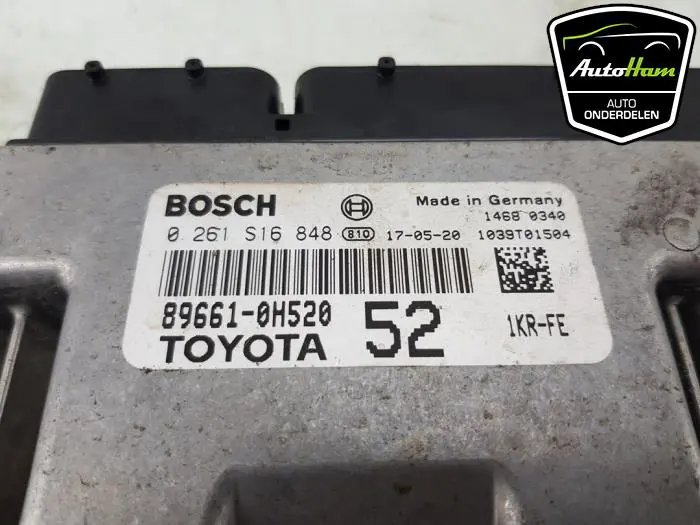 AutoHam
AUTO
ONDERDELEN
BOSCH
Made in Germany
1468 0340
0 261 S16 848 810 17-05-20 1039T01504
89661-0H520
52
1KR-FE
TOYOTA